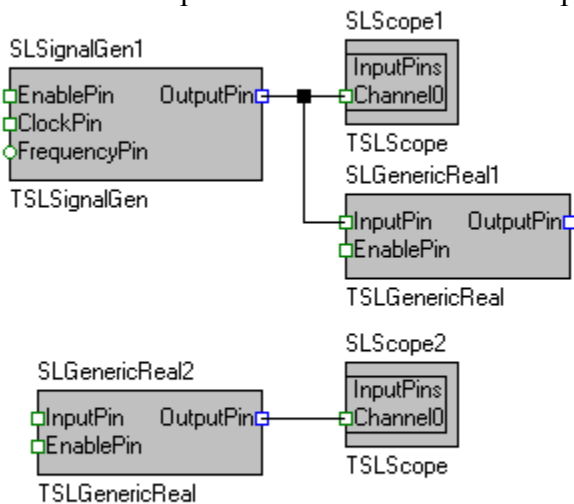 SLSignalGen1
EnablePin OutputPin
ClockPin
FrequencyPin
TSLSignalGen
SLScope1
InputPins
Channel0
TSLScope
SLGenericReal1
InputPin OutputPin
EnablePin
TSLGenericReal
SLGenericReal2
InputPin OutputPin
EnablePin
TSLGenericReal
SLScope2
InputPins
Channel0
TSLScope